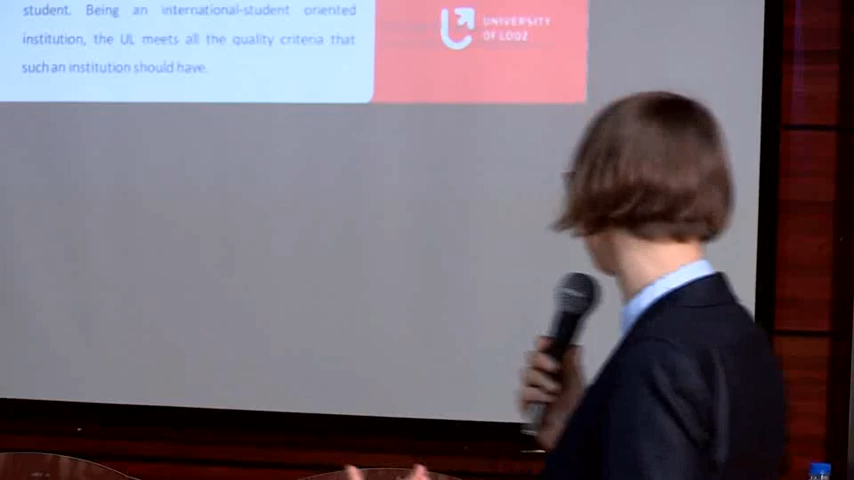 student. Being an international-student oriented
institution, the UL meets all the quality criteria that
such an institution should have.
UNIVERSITY
OF LODZ